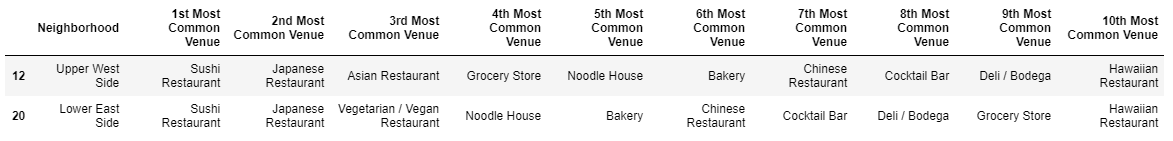 Neighborhood 1st Most Common Venue 2nd Most Common Venue 3rd Most Common Venue 4th Most Common Venue 5th Most Common Venue 6th Most Common Venue 7th Most Common Venue 8th Most Common Venue 9th Most Common Venue 10th Most Common Venue
12 Upper West Side Sushi Restaurant Japanese Restaurant Asian Restaurant Grocery Store Noodle House Bakery Chinese Restaurant Cocktail Bar Deli / Bodega Hawaiian Restaurant
20 Lower East Side Sushi Restaurant Japanese Restaurant Vegetarian / Vegan Restaurant Noodle House Bakery Chinese Restaurant Cocktail Bar Deli / Bodega Grocery Store Hawaiian Restaurant